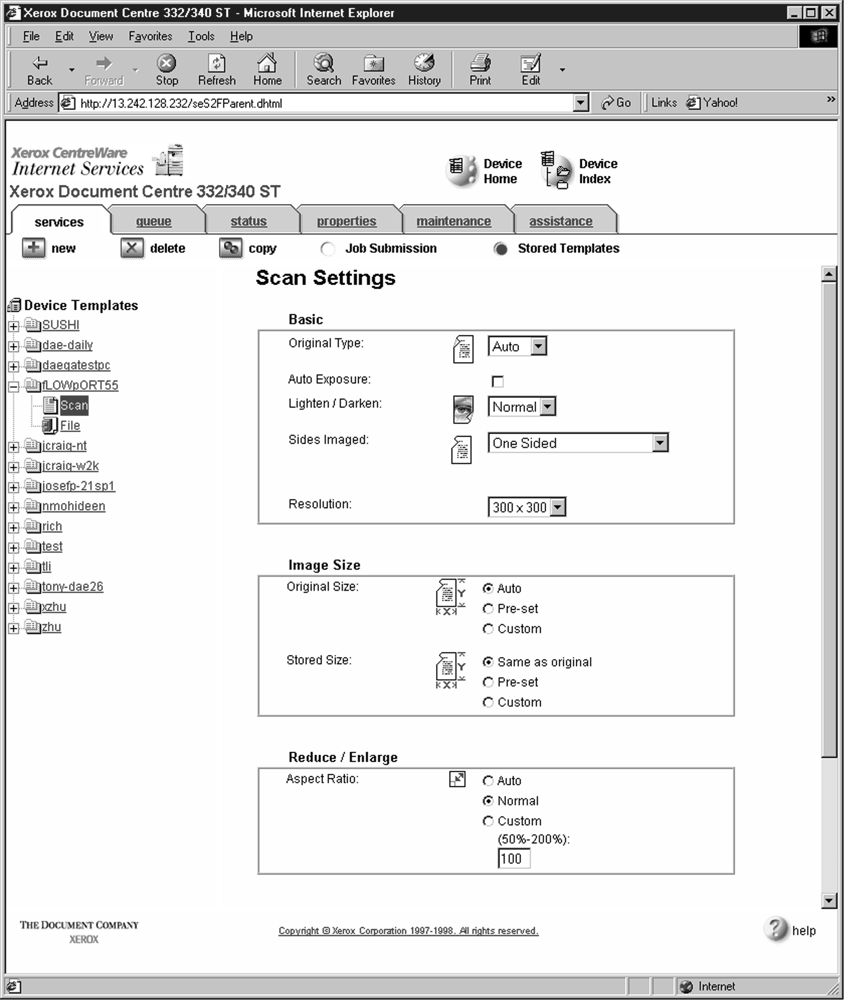 Xerox Document Centre 332/340 ST - Microsoft Internet Explorer
File Edit View Favorites Tools Help
Back Forward Stop Refresh Home Search Favorites History Print Edit
Address http://13.242.128.232/seS2FParent.dhtml Go Links Yahoo! »
Xerox CentreWare
Internet Services
Device Home
Device Index
Xerox Document Centre 332/340 ST
services queue status properties maintenance assistance
new delete copy Job Submission Stored Templates
Scan Settings
Device Templates
SUSHI
dae-daily
daeqatestpc
fLOWpORT55
Scan
File
jcraig-nt
jcraig-w2k
josefp-21sp1
nmohideen
rich
test
tli
tony-dae26
xzhu
zhu
Basic
Original Type: Auto
Auto Exposure:
Lighten / Darken: Normal
Sides Imaged: One Sided
Resolution: 300 x 300
Image Size
Original Size: Y X Auto
Pre-set
Custom
Stored Size: Y X Same as original
Pre-set
Custom
Reduce / Enlarge
Aspect Ratio: Auto
Normal
Custom
(50%-200%):
100
THE DOCUMENT COMPANY
XEROX
Copyright © Xerox Corporation 1997-1998. All rights reserved.
? help
Internet